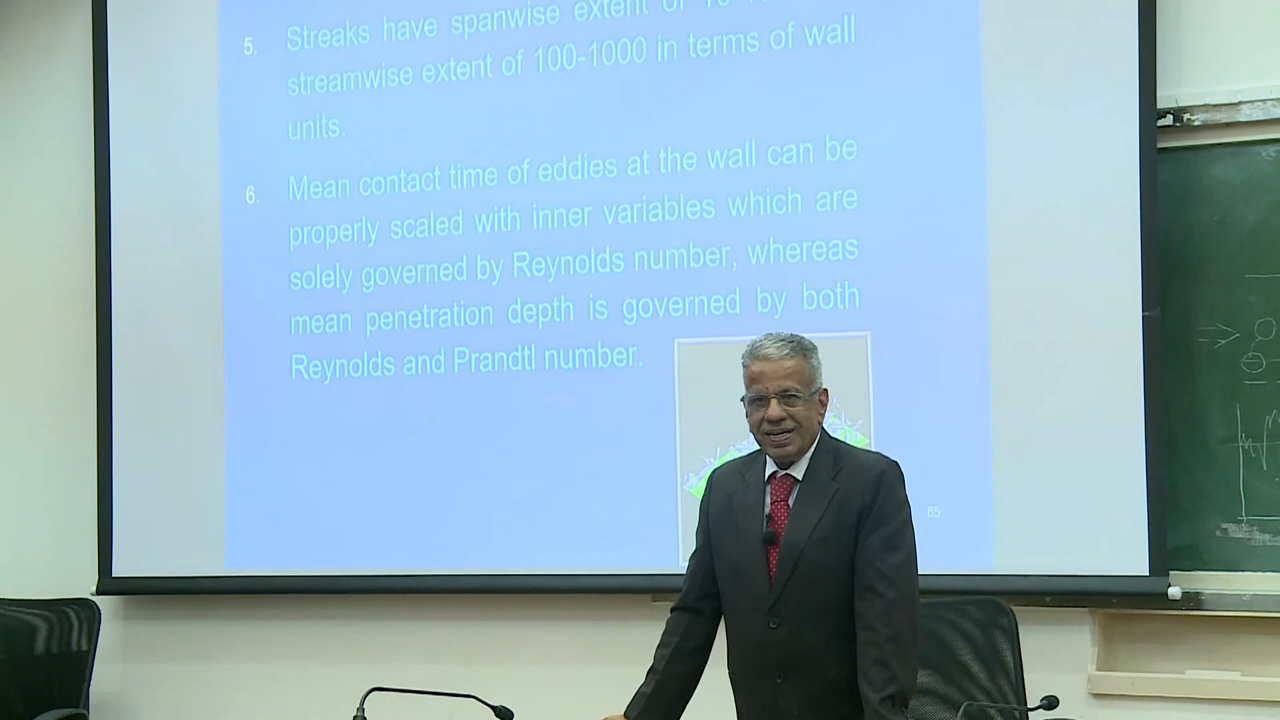 5. Streaks have spanwise extent of
streamwise extent of 100-1000 in terms of wall
units.
6. Mean contact time of eddies at the wall can be
properly scaled with inner variables which are
solely governed by Reynolds number, whereas
mean penetration depth is governed by both
Reynolds and Prandtl number.
65